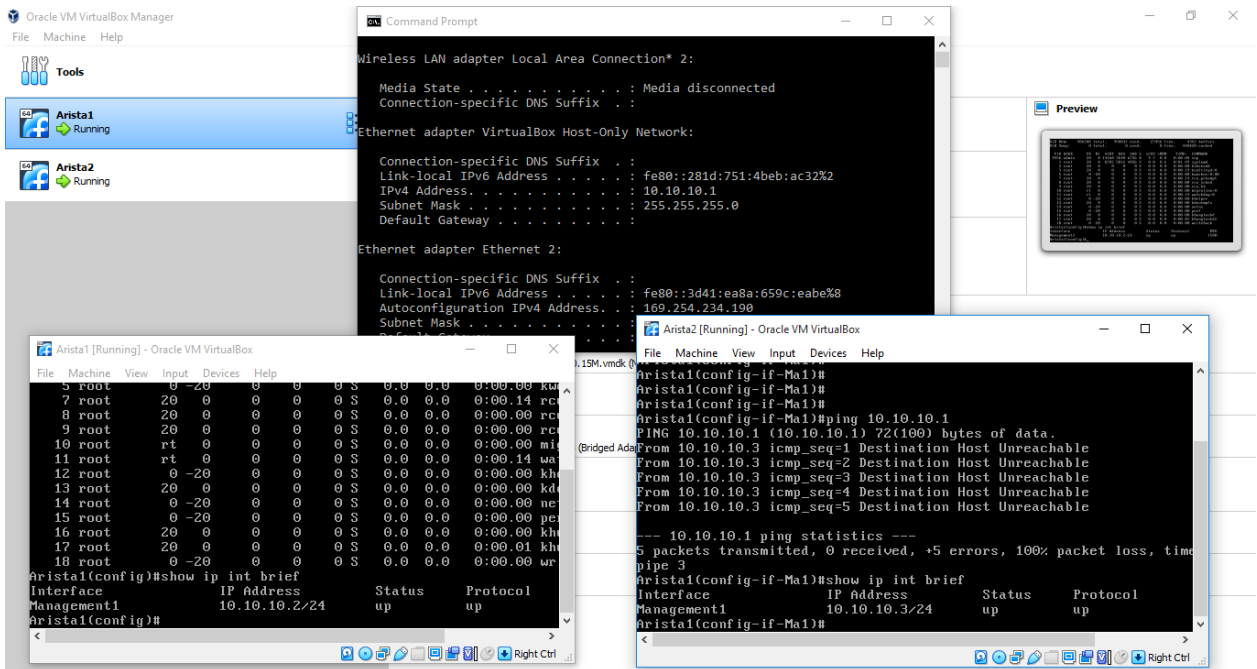 Oracle VM VirtualBox Manager
File Machine Help
Tools
64
Arista1
Running
64
Arista2
Running
Preview
Command Prompt
Wireless LAN adapter Local Area Connection* 2:
Media State . . . . . . . . . . . : Media disconnected
Connection-specific DNS Suffix . :
Ethernet adapter VirtualBox Host-Only Network:
Connection-specific DNS Suffix . :
Link-local IPv6 Address . . . . . : fe80::281d:751:4beb:ac32%2
IPv4 Address. . . . . . . . . . . : 10.10.10.1
Subnet Mask . . . . . . . . . . . : 255.255.255.0
Default Gateway . . . . . . . . . :
Ethernet adapter Ethernet 2:
Connection-specific DNS Suffix . :
Link-local IPv6 Address . . . . . : fe80::3d41:ea8a:659c:eabe%8
Autoconfiguration IPv4 Address. . : 169.254.234.190
Subnet Mask . . . . . . . . . . . :
.15M.vmdk (N
(Bridged Ada
Arista1 [Running] - Oracle VM VirtualBox
File Machine View Input Devices Help
5 root 0 -20 0 0 0 S 0.0 0.0 0:00.00
7 root 20 0 0 0 0 S 0.0 0.0 0:00.14 rcu
8 root 20 0 0 0 0 S 0.0 0.0 0:00.00 rcu
9 root 20 0 0 0 0 S 0.0 0.0 0:00.00 rcu
10 root rt 0 0 0 0 S 0.0 0.0 0:00.00 mig
11 root rt 0 0 0 0 S 0.0 0.0 0:00.14 wat
12 root 0 -20 0 0 0 S 0.0 0.0 0:00.00 khe
13 root 20 0 0 0 0 S 0.0 0.0 0:00.00 kde
14 root 0 -20 0 0 0 S 0.0 0.0 0:00.00 net
15 root 0 -20 0 0 0 S 0.0 0.0 0:00.00 per
16 root 20 0 0 0 0 S 0.0 0.0 0:00.00 khu
17 root 20 0 0 0 0 S 0.0 0.0 0:00.01 khu
18 root 0 -20 0 0 0 S 0.0 0.0 0:00.00 wr
Arista1(config)#show ip int brief
Interface IP Address Status Protocol
Management1 10.10.10.2/24 up up
Arista1(config)#
Right Ctrl
Arista2 [Running] - Oracle VM VirtualBox
File Machine View Input Devices Help
Arista1(config-if-Ma1)#
Arista1(config-if-Ma1)#
Arista1(config-if-Ma1)#
Arista1(config-if-Ma1)#ping 10.10.10.1
PING 10.10.10.1 (10.10.10.1) 72(100) bytes of data.
From 10.10.10.3 icmp_seq=1 Destination Host Unreachable
From 10.10.10.3 icmp_seq=2 Destination Host Unreachable
From 10.10.10.3 icmp_seq=3 Destination Host Unreachable
From 10.10.10.3 icmp_seq=4 Destination Host Unreachable
From 10.10.10.3 icmp_seq=5 Destination Host Unreachable
--- 10.10.10.1 ping statistics ---
5 packets transmitted, 0 received, +5 errors, 100% packet loss, time
pipe 3
Arista1(config-if-Ma1)#show ip int brief
Interface IP Address Status Protocol
Management1 10.10.10.3/24 up up
Arista1(config-if-Ma1)#
Right Ctrl